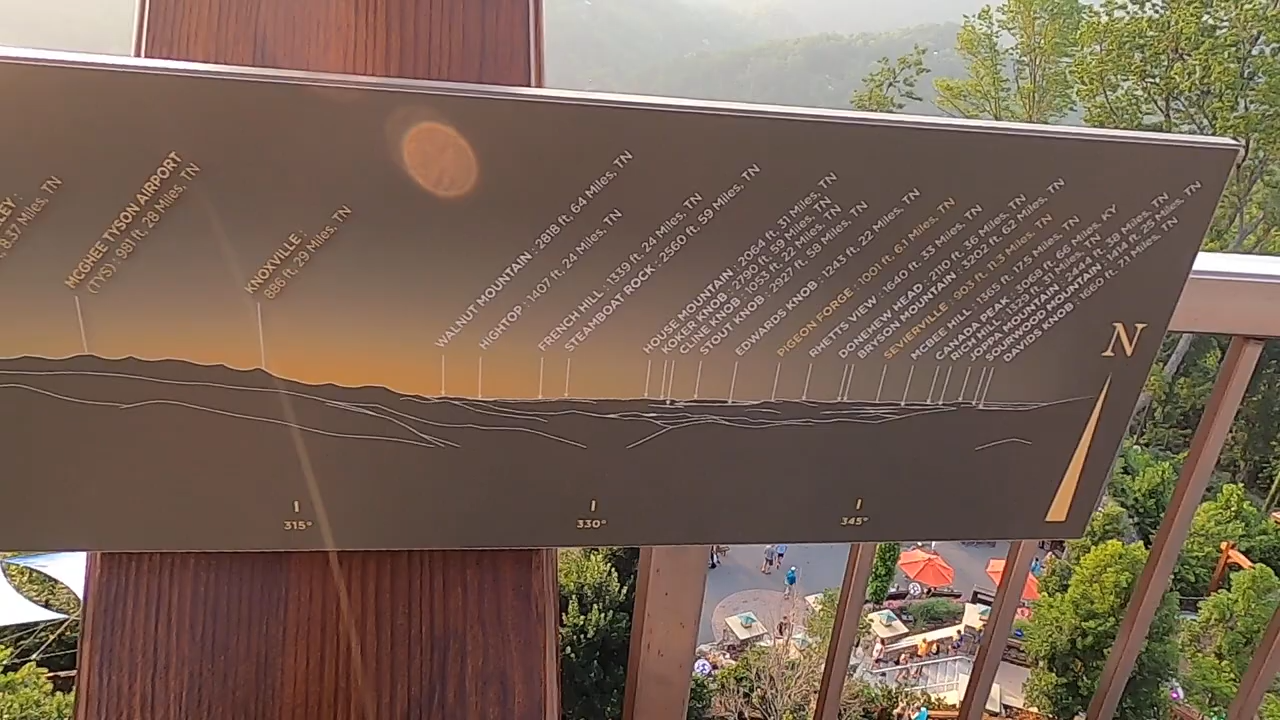 LEY :
8.37 Miles, TN
MCGHEE TYSON AIRPORT
(TYS) : 981 ft. 28 Miles, TN
KNOXVILLE :
886 ft. 29 Miles, TN
WALNUT MOUNTAIN : 2818 ft. 64 Miles, TN
HIGHTOP : 1407 ft. 24 Miles, TN
FRENCH HILL : 1339 ft. 24 Miles, TN
STEAMBOAT ROCK : 2560 ft. 59 Miles, TN
HOUSE MOUNTAIN : 2064 ft. 31 Miles, TN
KOKER KNOB : 2790 ft. 59 Miles, TN
CLINE KNOB : 1053 ft. 22 Miles, TN
STOUT KNOB : 2927 ft. 58 Miles, TN
EDWARDS KNOB : 1243 ft. 22 Miles, TN
PIGEON FORGE : 1001 ft. 6.1 Miles, TN
RHETTS VIEW : 1640 ft. 33 Miles, TN
DONEHEW HEAD : 2110 ft. 36 Miles, TN
BRYSON MOUNTAIN : 3202 ft. 62 Miles, TN
SEVIERVILLE : 903 ft. 11.3 Miles, TN
MCBEE HILL : 1365 ft. 17.5 Miles, TN
CANADA PEAK : 3068 ft. 66 Miles, KY
RICH HILL : 1329 ft. 31 Miles, TN
JOPPA MOUNTAIN : 2444 ft. 38 Miles, TN
SOURWOOD MOUNTAIN : 1414 ft. 25 Miles, TN
DAVIDS KNOB : 1660 ft. 71 Miles, TN
N
315°
330°
345°